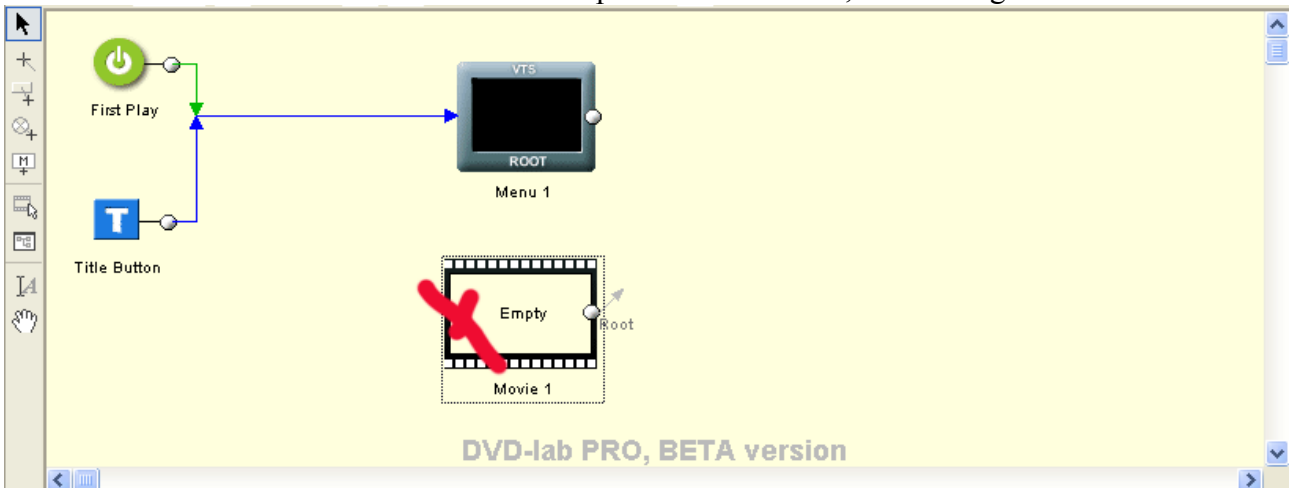 VTS
First Play
ROOT
Menu 1
M
T
Title Button
Empty
Root
Movie 1
DVD-lab PRO, BETA version